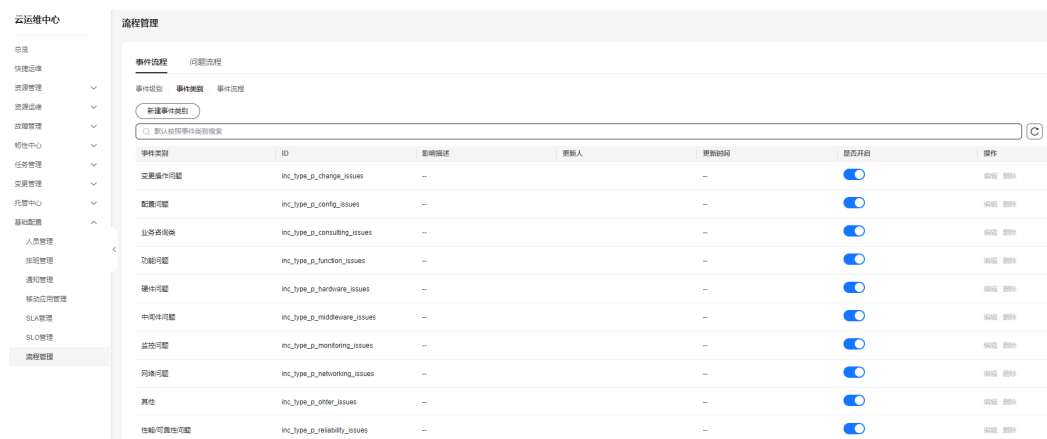 云运维中心
总览
快捷运维
资源管理
资源运维
故障管理
韧性中心
任务管理
变更管理
托管中心
基础配置
人员管理
排班管理
通知管理
移动应用管理
SLA管理
SLO管理
流程管理
流程管理
事件流程 问题流程
事件级别 事件类别 事件流程
新建事件类别
默认按照事件类别搜索
事件类别 ID 影响描述 更新人 更新时间 是否开启 操作
变更操作问题 inc_type_p_change_issues -- -- 编辑 删除
配置问题 inc_type_p_config_issues -- -- 编辑 删除
业务咨询类 inc_type_p_consulting_issues -- -- 编辑 删除
功能问题 inc_type_p_function_issues -- -- 编辑 删除
硬件问题 inc_type_p_hardware_issues -- -- 编辑 删除
中间件问题 inc_type_p_middleware_issues -- -- 编辑 删除
监控问题 inc_type_p_monitoring_issues -- -- 编辑 删除
网络问题 inc_type_p_networking_issues -- -- 编辑 删除
其他 inc_type_p_ohter_issues -- -- 编辑 删除
性能/可靠性问题 inc_type_p_reliability_issues -- -- 编辑 删除